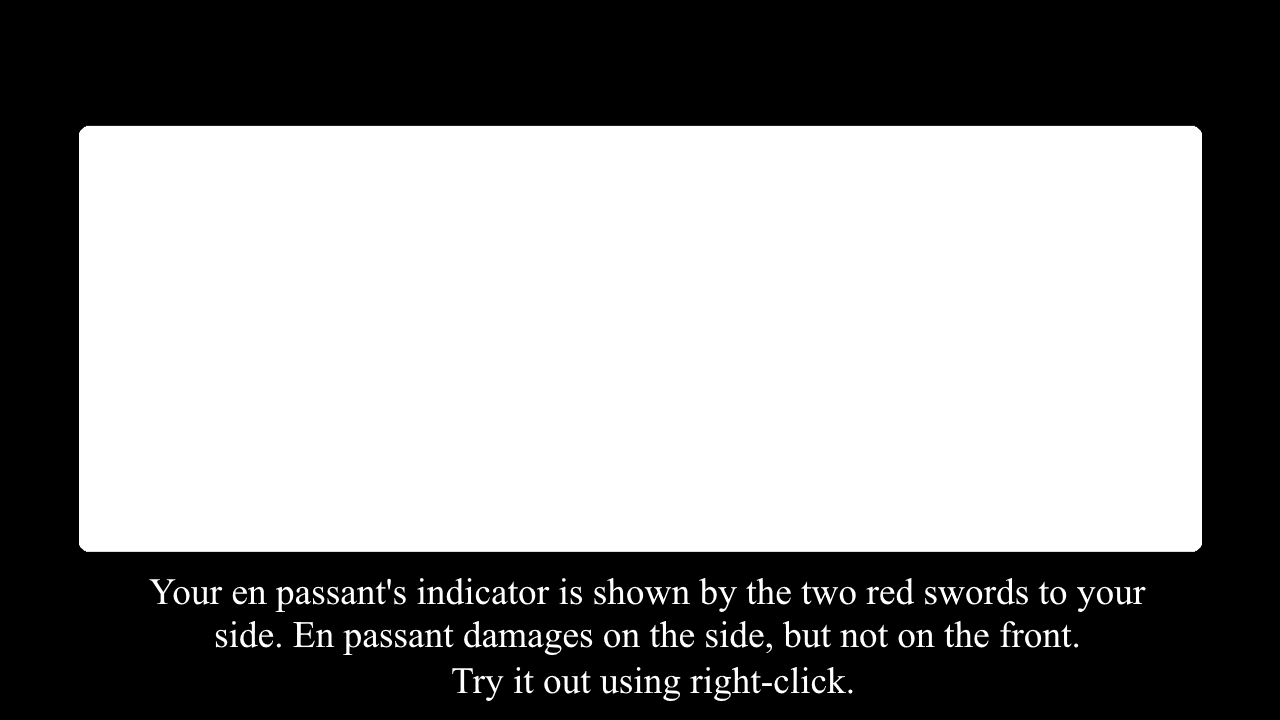 Your en passant's indicator is shown by the two red swords to your
side. En passant damages on the side, but not on the front.
Try it out using right-click.